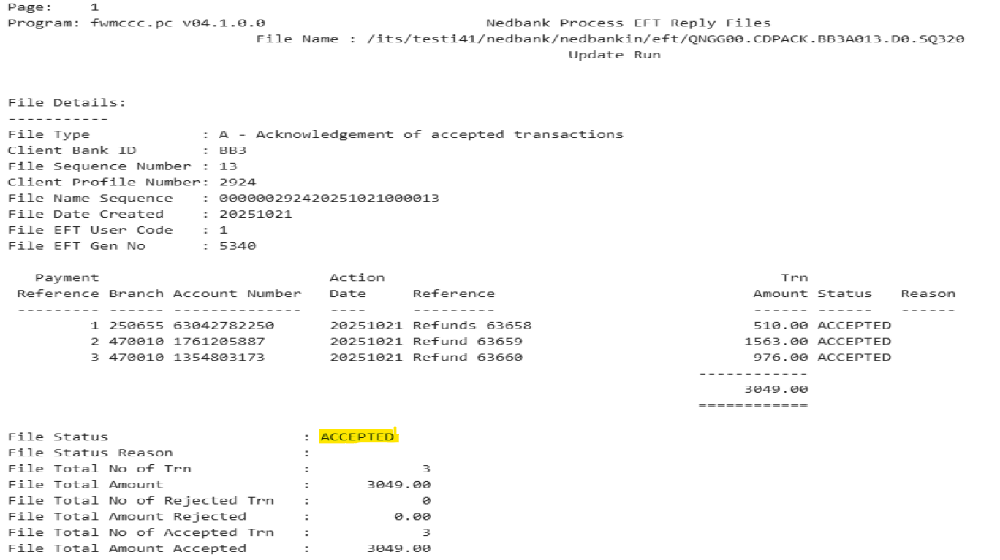 Page:    1
Program: fwmccc.pc v04.1.0.0                        Nedbank Process EFT Reply Files
                           File Name : /its/testi41/nedbank/nedbankin/eft/QNGG00.CDPACK.BB3A013.D0.SQ320
                                                             Update Run
File Details:
-----------
File Type            : A - Acknowledgement of accepted transactions
Client Bank ID       : BB3
File Sequence Number : 13
Client Profile Number: 2924
File Name Sequence   : 000000292420251021000013
File Date Created    : 20251021
File EFT User Code   : 1
File EFT Gen No      : 5340
   Payment                         Action                                           Trn
 Reference Branch Account Number   Date     Reference                            Amount Status   Reason
 --------- ------ --------------   ----     ---------                            ------ ------   ------
         1 250655 63042782250      20251021 Refunds 63658                        510.00 ACCEPTED
         2 470010 1761205887       20251021 Refund 63659                        1563.00 ACCEPTED
         3 470010 1354803173       20251021 Refund 63660                         976.00 ACCEPTED
                                                                           ------------
                                                                                3049.00
                                                                           ============
File Status                     : ACCEPTED
File Status Reason              :
File Total No of Trn            :            3
File Total Amount               :      3049.00
File Total No of Rejected Trn   :            0
File Total Amount Rejected      :         0.00
File Total No of Accepted Trn   :            3
File Total Amount Accepted      :      3049.00